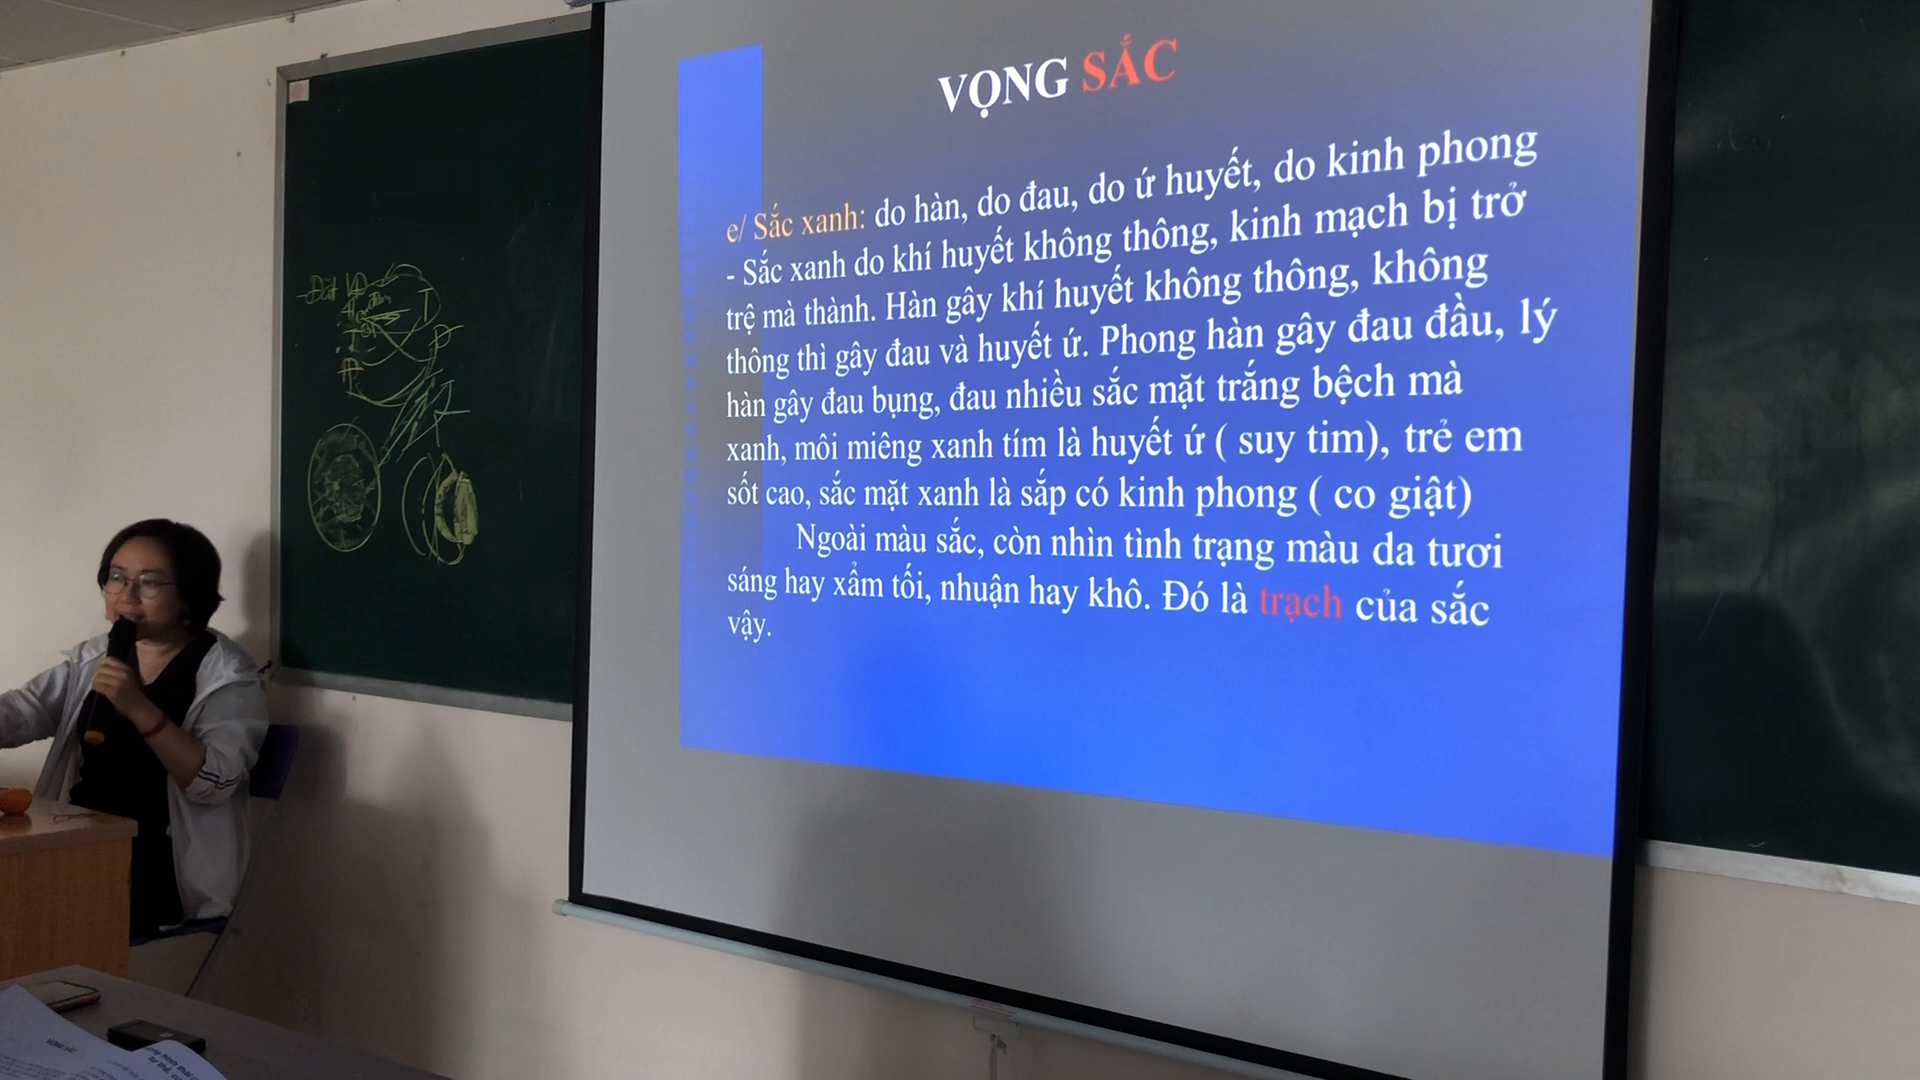 VỌNG SẮC
e/ Sắc xanh: do hàn, do đau, do ứ huyết, do kinh phong
- Sắc xanh do khí huyết không thông, kinh mạch bị trở
trệ mà thành. Hàn gây khí huyết không thông, không
thông thì gây đau và huyết ứ. Phong hàn gây đau đầu, lý
hàn gây đau bụng, đau nhiều sắc mặt trắng bệch mà
xanh, môi miêng xanh tím là huyết ứ ( suy tim), trẻ em
sốt cao, sắc mặt xanh là sắp có kinh phong ( co giật)
Ngoài màu sắc, còn nhìn tình trạng màu da tươi
sáng hay xẩm tối, nhuận hay khô. Đó là trạch của sắc
vậy.
VỌNG SẮC